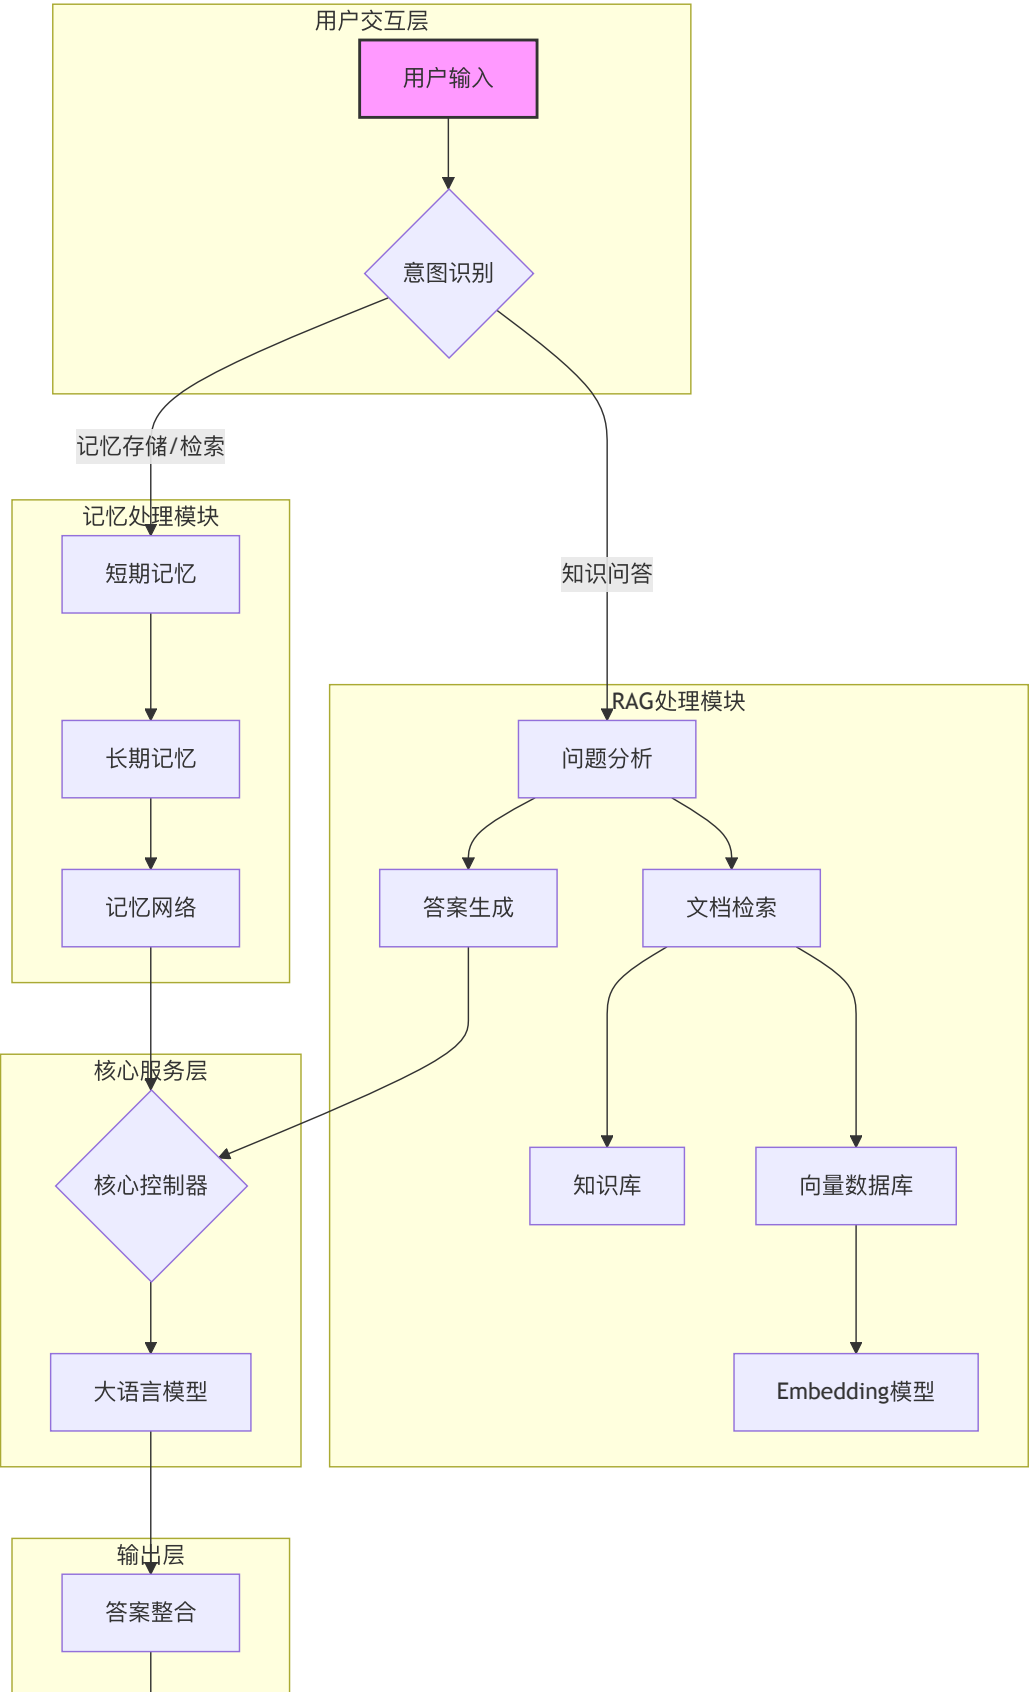 用户交互层
用户输入
意图识别
记忆存储/检索
记忆处理模块
短期记忆
知识问答
RAG处理模块
长期记忆
问题分析
记忆网络
答案生成
文档检索
核心服务层
核心控制器
知识库
向量数据库
大语言模型
Embedding模型
输出层
答案整合